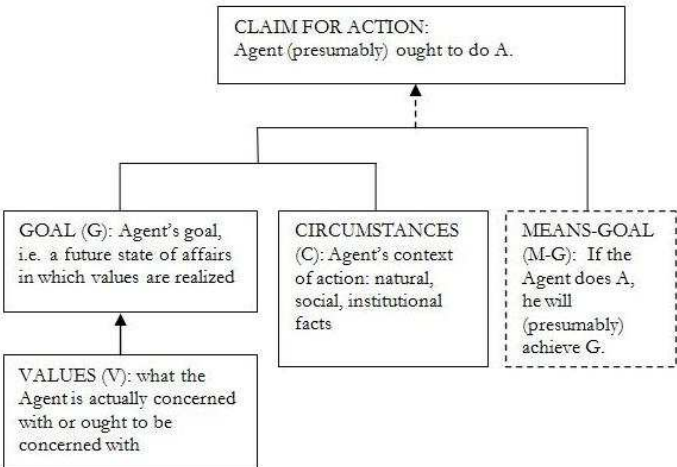 CLAIM FOR ACTION:
Agent (presumably) ought to do A.
GOAL (G): Agent's goal,
i.e. a future state of affairs
in which values are realized
CIRCUMSTANCES
(C): Agent's context
of action: natural,
social, institutional
facts
MEANS-GOAL
(M-G): If the
Agent does A,
he will
(presumably)
achieve G.
VALUES (V): what the
Agent is actually concerned
with or ought to be
concerned with